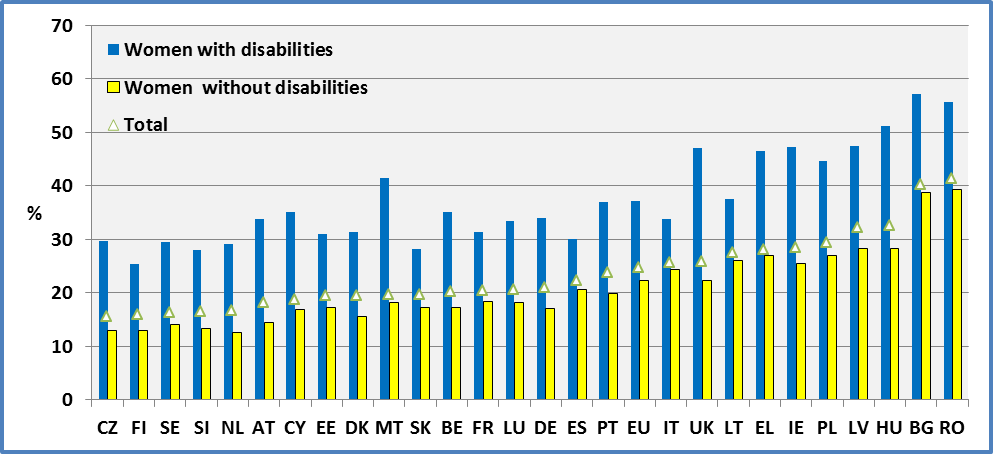 70
60
50
40
30
20
10
0
%
Women with disabilities
Women  without disabilities
Total
CZ FI SE SI NL AT CY EE DK MT SK BE FR LU DE ES PT EU IT UK LT EL IE PL LV HU BG RO